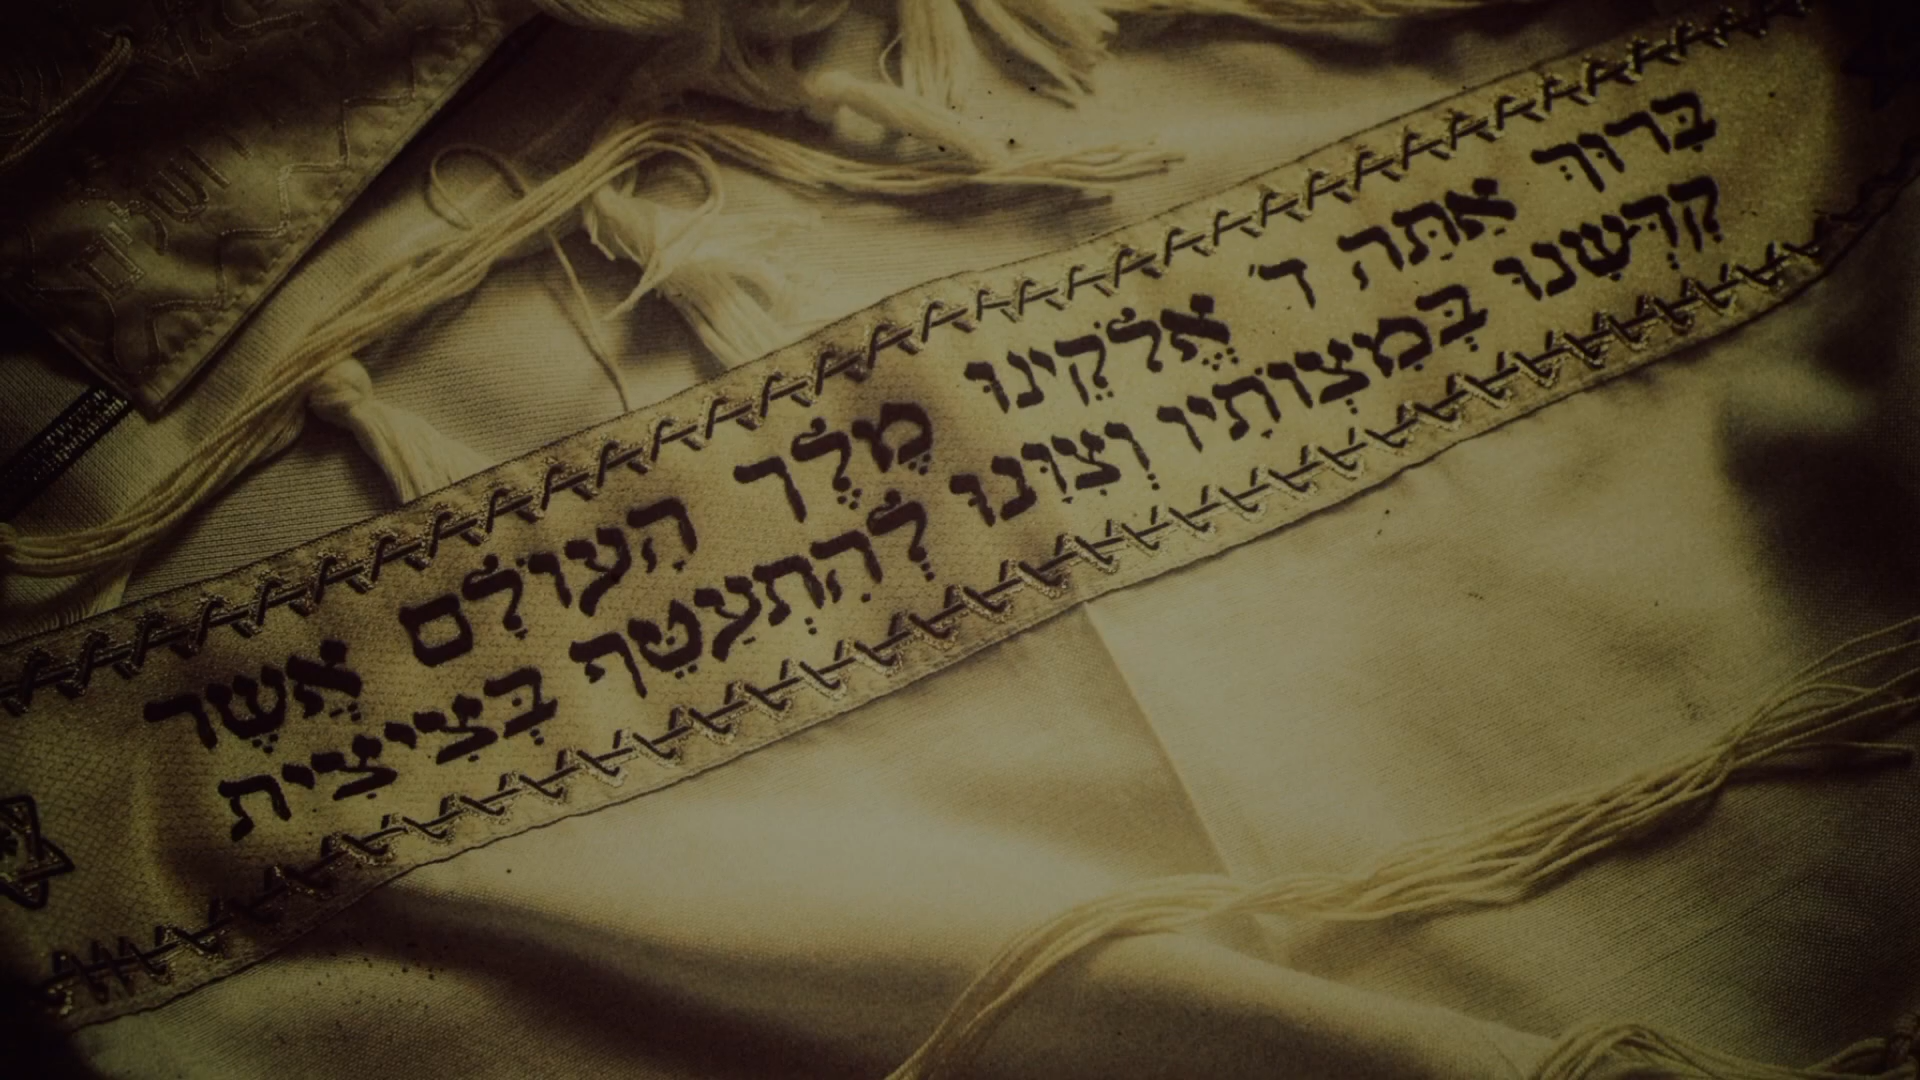 בָּרוּךְ אַתָּה ד' אֱלֹקֵינוּ מֶלֶךְ הָעוֹלָם אֲשֶׁר
קִדְּשָׁנוּ בְּמִצְוֹתָיו וְצִוָּנוּ לְהִתְעַטֵּף בְּצִיצִית